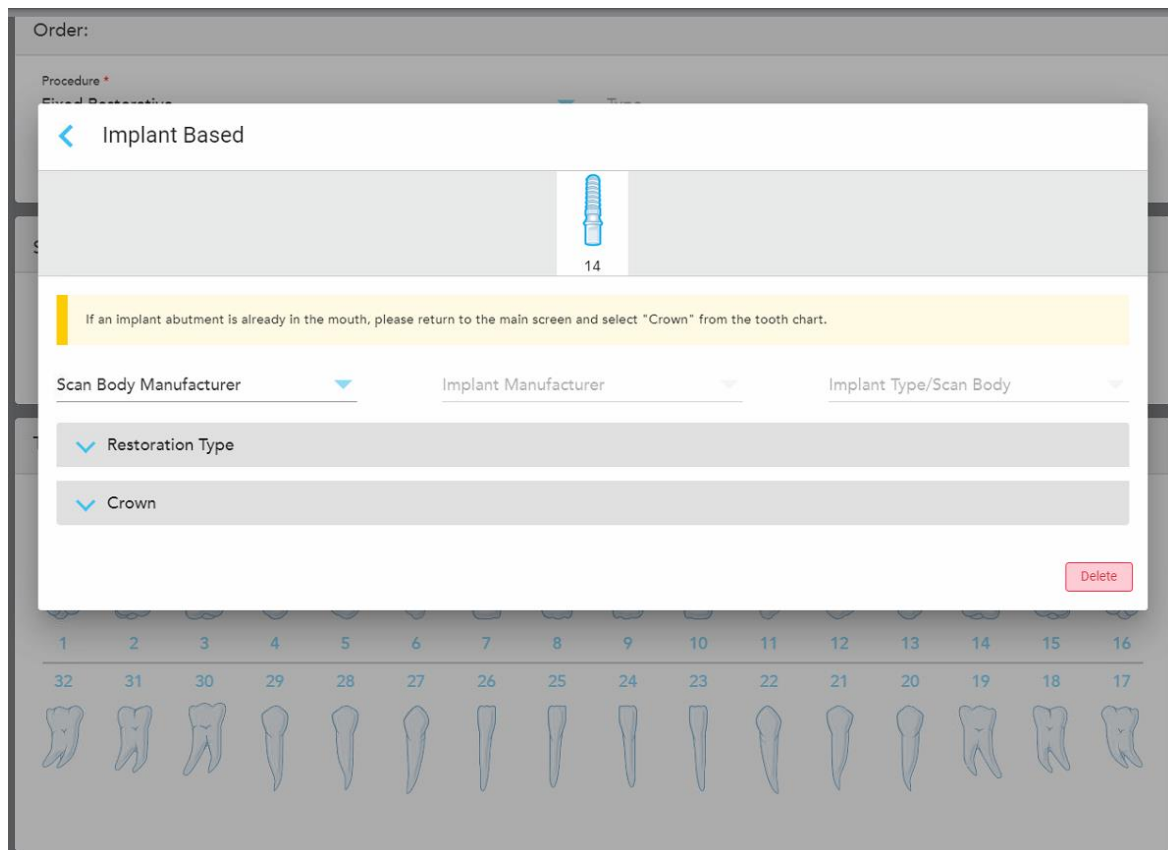 Order:
Procedure *
Fixed Restorative
Type
Implant Based
14
If an implant abutment is already in the mouth, please return to the main screen and select "Crown" from the tooth chart.
Scan Body Manufacturer Implant Manufacturer Implant Type/Scan Body
Restoration Type
Crown
Delete
1 2 3 4 5 6 7 8 9 10 11 12 13 14 15 16
32 31 30 29 28 27 26 25 24 23 22 21 20 19 18 17